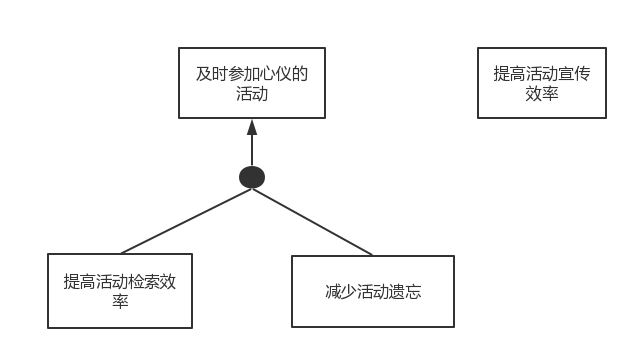 及时参加心仪的
活动
提高活动宣传
效率
提高活动检索效
率
减少活动遗忘